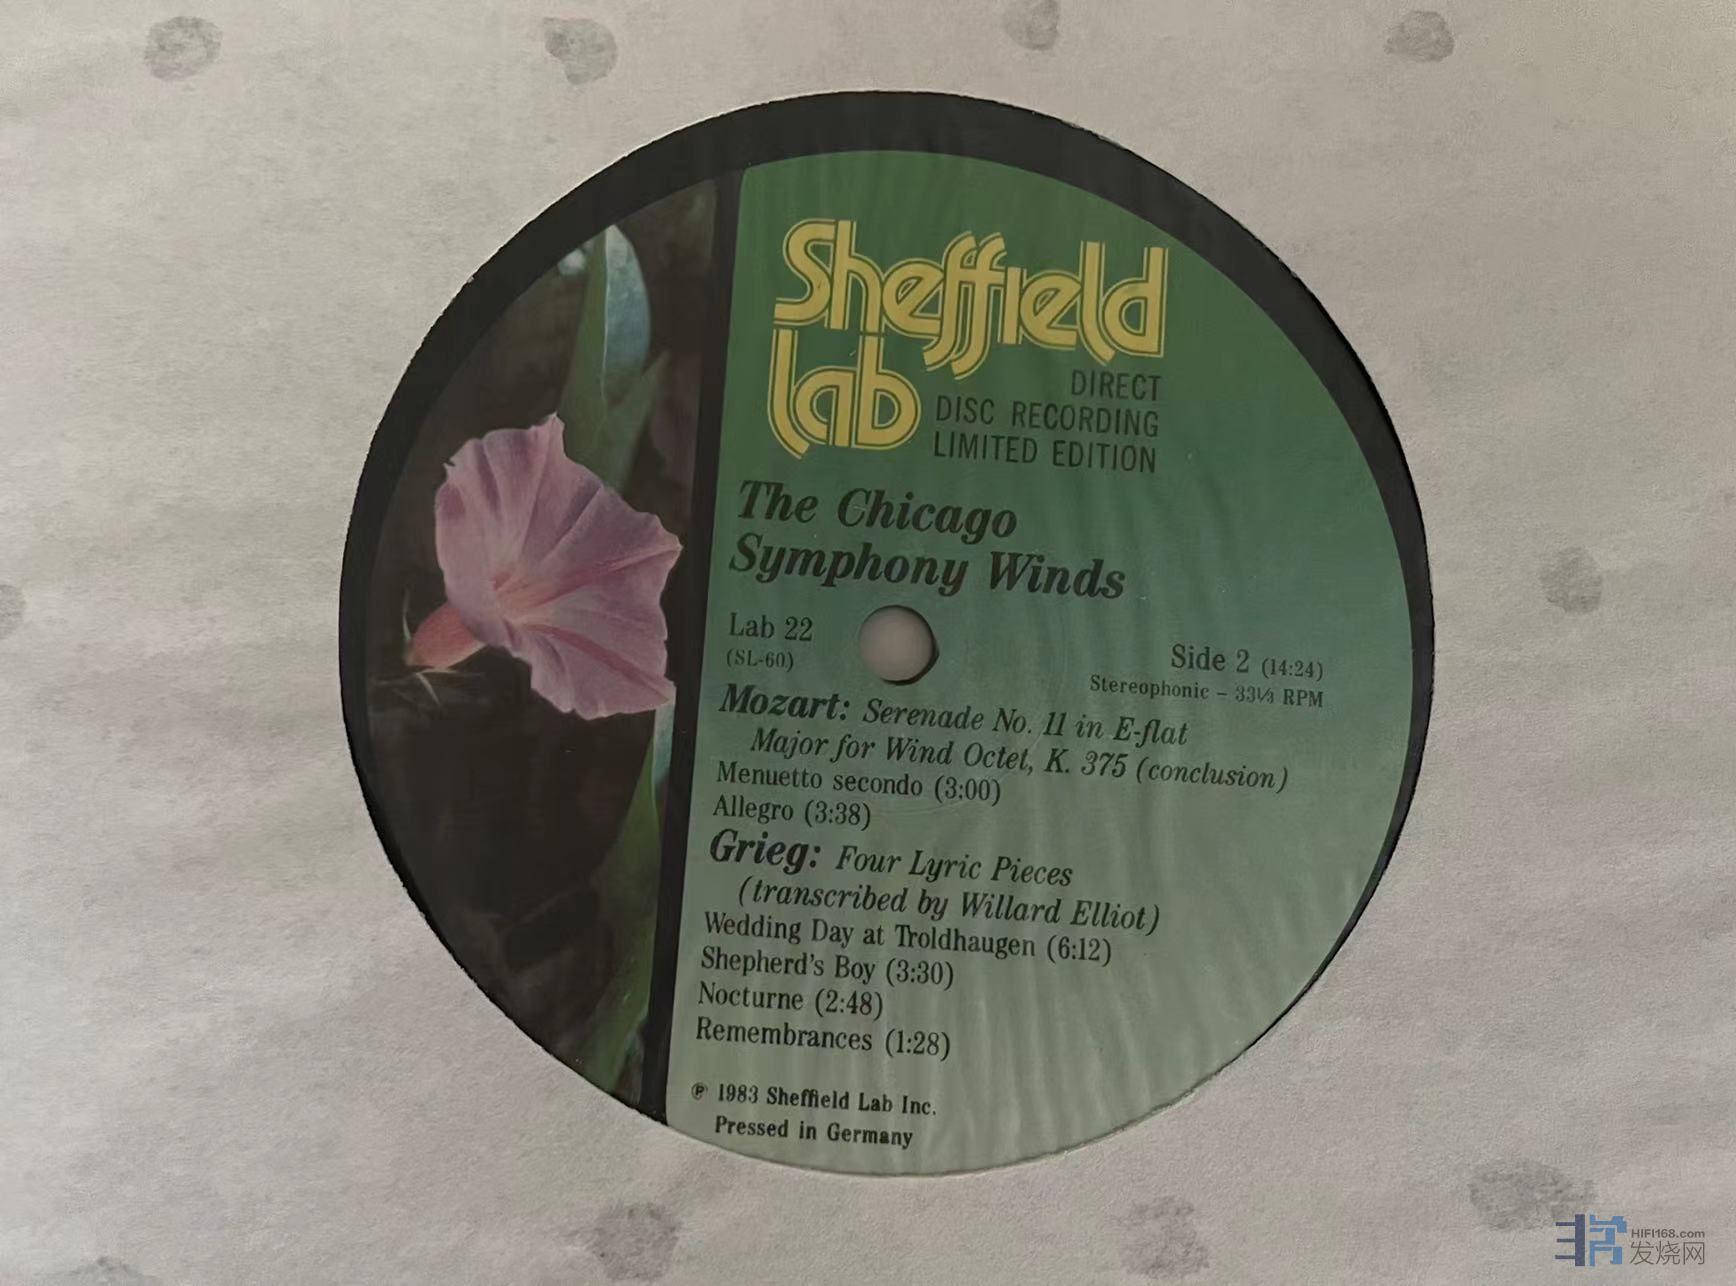 Sheffield
lab
DIRECT
DISC RECORDING
LIMITED EDITION
The Chicago
Symphony Winds
Lab 22
(SL-60)
Side 2 (14:24)
Stereophonic – 33⅓ RPM
Mozart: Serenade No. 11 in E-flat
Major for Wind Octet, K. 375 (conclusion)
Menuetto secondo (3:00)
Allegro (3:38)
Grieg: Four Lyric Pieces
(transcribed by Willard Elliot)
Wedding Day at Troldhaugen (6:12)
Shepherd's Boy (3:30)
Nocturne (2:48)
Remembrances (1:28)
℗ 1983 Sheffield Lab Inc.
Pressed in Germany
HIFI168.com
发烧网